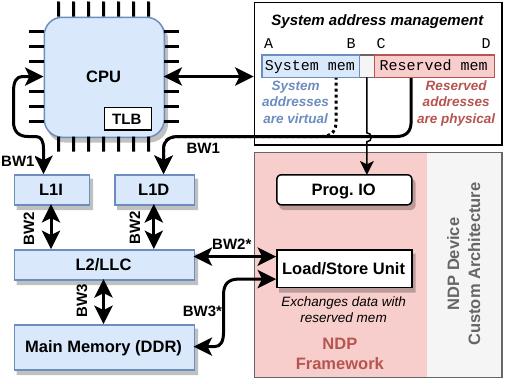 System address management
A B C D
System mem Reserved mem
System
addresses
are virtual
Reserved
addresses
are physical
CPU
TLB
BW1
BW1
L1I
L1D
Prog. IO
BW2
BW2
BW2*
L2/LLC
Load/Store Unit
Exchanges data with
reserved mem
BW3
BW3*
Main Memory (DDR)
NDP
Framework
NDP Device
Custom Architecture